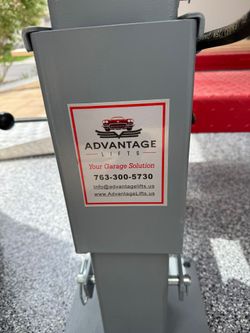 ADVANTAGE
LIFTS
Your Garage Solution
763-300-5730
info@advantagelifts.us
www.AdvantageLifts.us